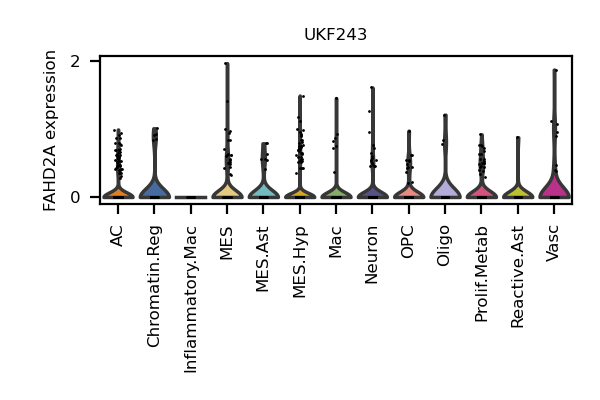 UKF243
FAHD2A expression
2
0
AC
Chromatin.Reg
Inflammatory.Mac
MES
MES.Ast
MES.Hyp
Mac
Neuron
OPC
Oligo
Prolif.Metab
Reactive.Ast
Vasc